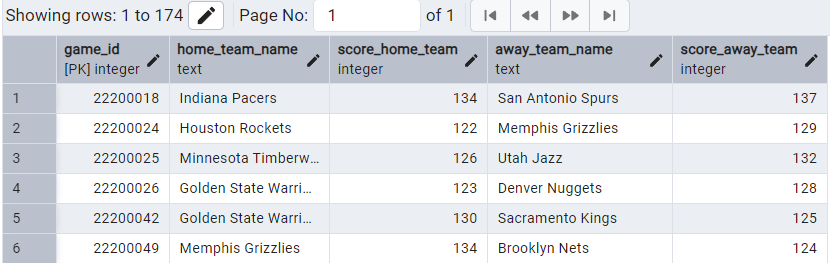 Showing rows: 1 to 174 Page No: 1 of 1
game_id home_team_name score_home_team away_team_name score_away_team
[PK] integer text integer text integer
1 22200018 Indiana Pacers 134 San Antonio Spurs 137
2 22200024 Houston Rockets 122 Memphis Grizzlies 129
3 22200025 Minnesota Timberw... 126 Utah Jazz 132
4 22200026 Golden State Warri... 123 Denver Nuggets 128
5 22200042 Golden State Warri... 130 Sacramento Kings 125
6 22200049 Memphis Grizzlies 134 Brooklyn Nets 124